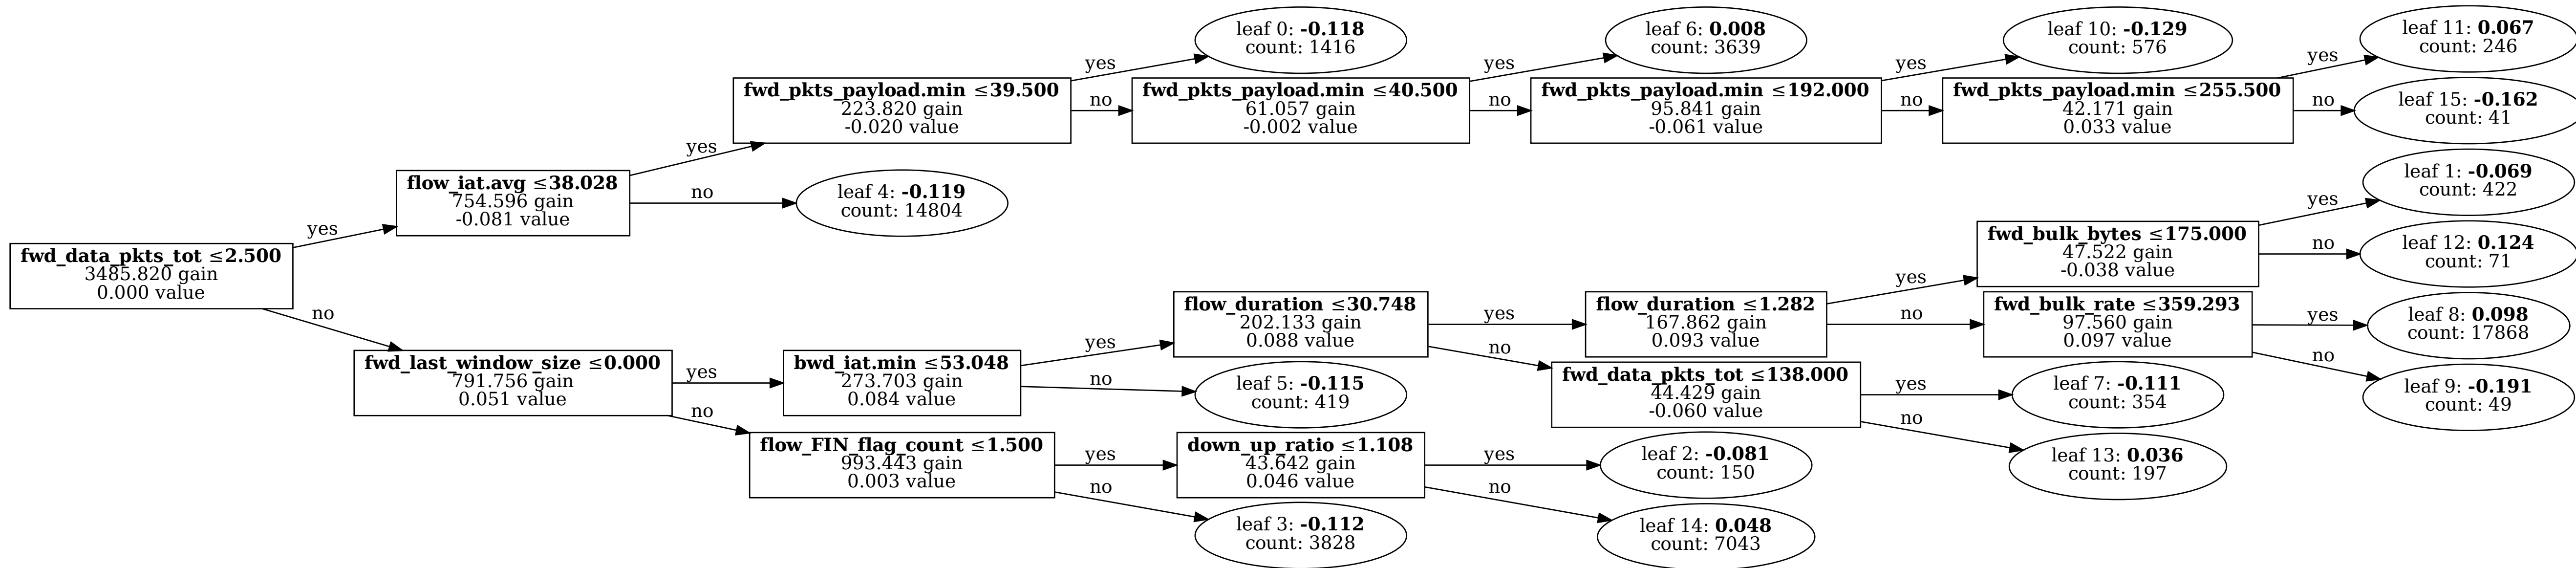 fwd_data_pkts_tot ≤2.500
3485.820 gain
0.000 value
yes
no
flow_iat.avg ≤38.028
754.596 gain
-0.081 value
yes
no
fwd_last_window_size ≤0.000
791.756 gain
0.051 value
yes
no
fwd_pkts_payload.min ≤39.500
223.820 gain
-0.020 value
yes
no
leaf 4: -0.119
count: 14804
bwd_iat.min ≤53.048
273.703 gain
0.084 value
yes
no
flow_FIN_flag_count ≤1.500
993.443 gain
0.003 value
yes
no
leaf 0: -0.118
count: 1416
fwd_pkts_payload.min ≤40.500
61.057 gain
-0.002 value
yes
no
flow_duration ≤30.748
202.133 gain
0.088 value
yes
no
leaf 5: -0.115
count: 419
down_up_ratio ≤1.108
43.642 gain
0.046 value
yes
no
leaf 3: -0.112
count: 3828
leaf 6: 0.008
count: 3639
fwd_pkts_payload.min ≤192.000
95.841 gain
-0.061 value
yes
no
flow_duration ≤1.282
167.862 gain
0.093 value
yes
no
fwd_data_pkts_tot ≤138.000
44.429 gain
-0.060 value
yes
no
leaf 2: -0.081
count: 150
leaf 14: 0.048
count: 7043
leaf 10: -0.129
count: 576
fwd_pkts_payload.min ≤255.500
42.171 gain
0.033 value
yes
no
fwd_bulk_bytes ≤175.000
47.522 gain
-0.038 value
yes
no
fwd_bulk_rate ≤359.293
97.560 gain
0.097 value
yes
no
leaf 7: -0.111
count: 354
leaf 13: 0.036
count: 197
leaf 11: 0.067
count: 246
leaf 15: -0.162
count: 41
leaf 1: -0.069
count: 422
leaf 12: 0.124
count: 71
leaf 8: 0.098
count: 17868
leaf 9: -0.191
count: 49